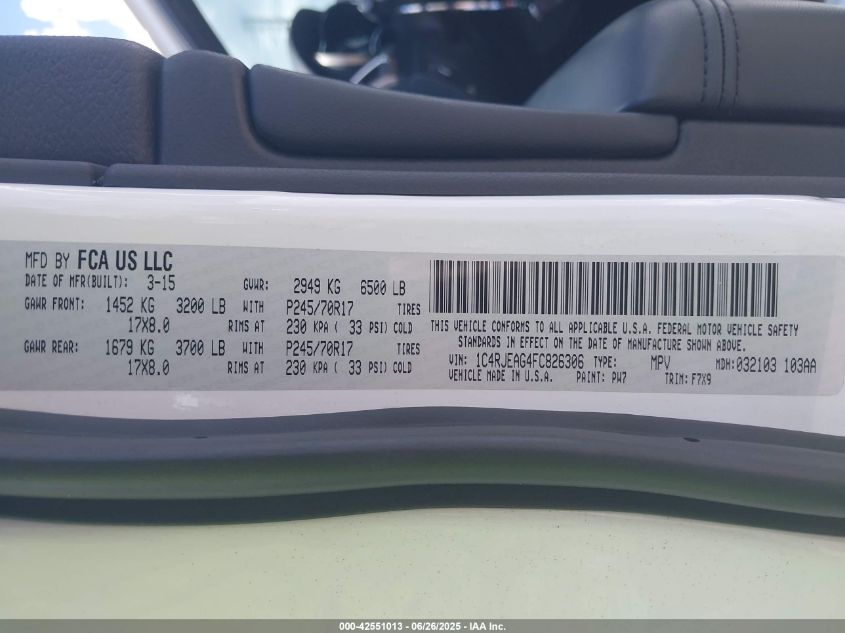 MFD BY FCA US LLC
DATE OF MFR(BUILT): 3-15 GVWR: 2949 KG 6500 LB
GAWR FRONT: 1452 KG 3200 LB WITH P245/70R17 TIRES
17X8.0 RIMS AT 230 KPA ( 33 PSI) COLD
GAWR REAR: 1679 KG 3700 LB WITH P245/70R17 TIRES
17X8.0 RIMS AT 230 KPA ( 33 PSI) COLD
THIS VEHICLE CONFORMS TO ALL APPLICABLE U.S.A. FEDERAL MOTOR VEHICLE SAFETY
STANDARDS IN EFFECT ON THE DATE OF MANUFACTURE SHOWN ABOVE.
VIN: 1C4RJEAG4FC826306 TYPE: MPV MDH:032103 103AA
VEHICLE MADE IN U.S.A. PAINT: PW7 TRIM: F7X9
000-42551013 - 06/26/2025 - IAA Inc.